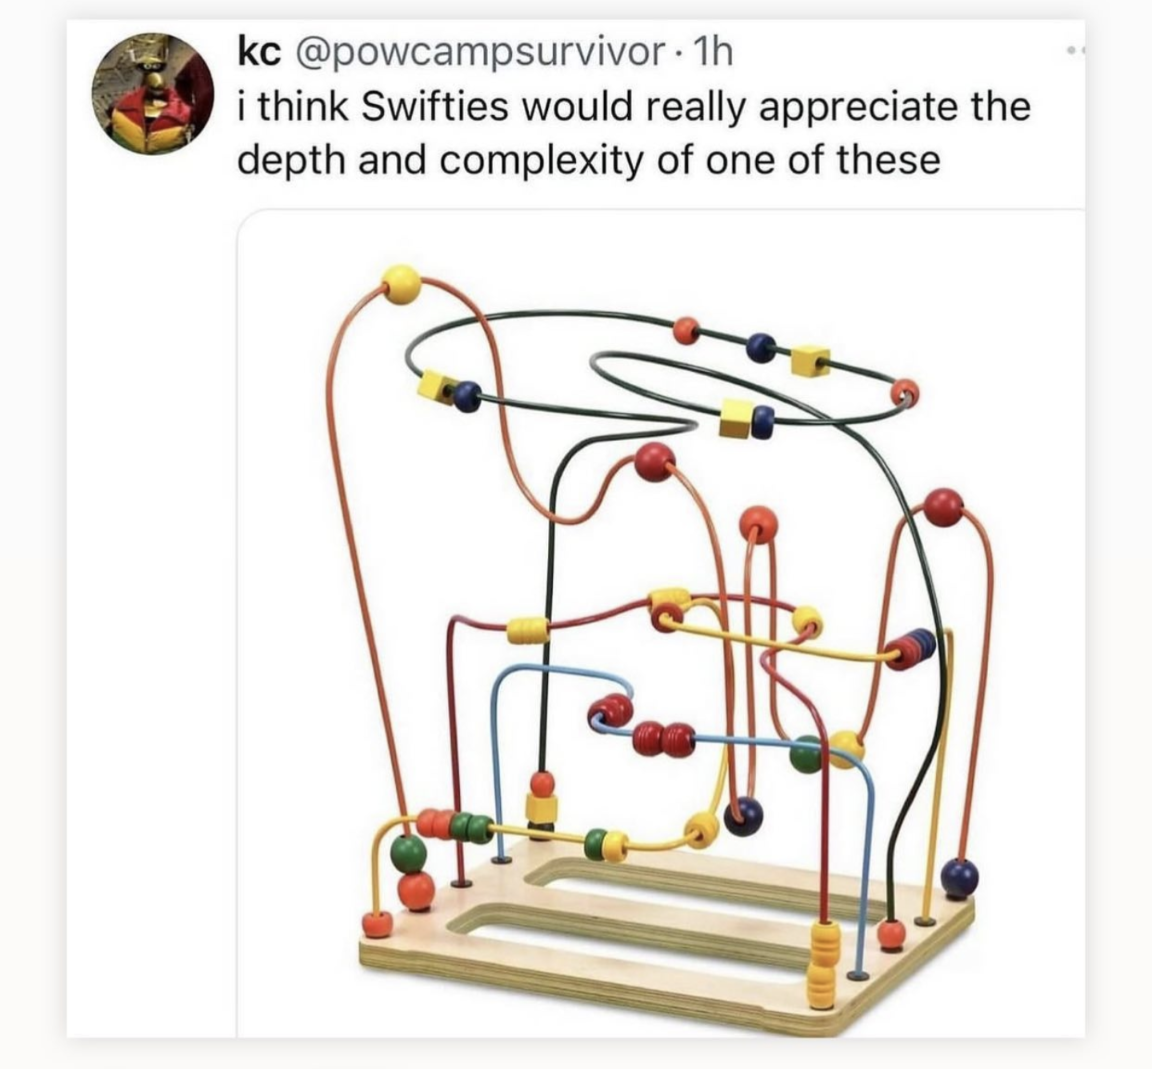 kc @powcampsurvivor · 1h
i think Swifties would really appreciate the
depth and complexity of one of these